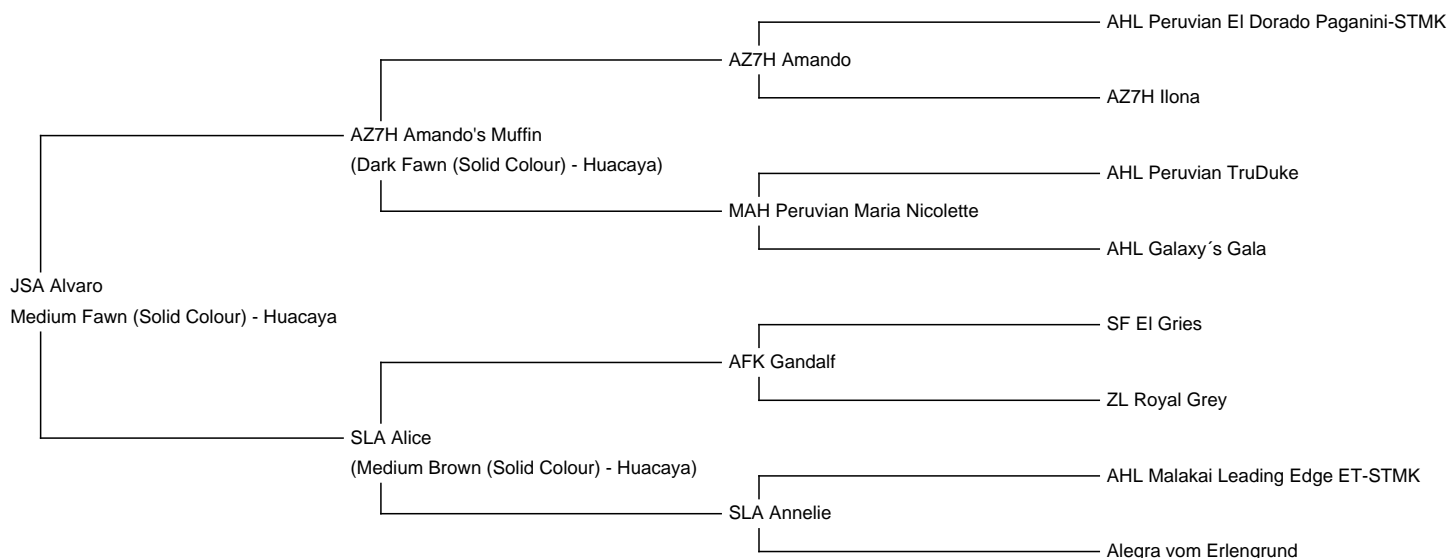 AHL Peruvian El Dorado Paganini-STMK
AZ7H Amando
AZ7H Ilona
AZ7H Amando's Muffin
(Dark Fawn (Solid Colour) - Huacaya)
AHL Peruvian TruDuke
MAH Peruvian Maria Nicolette
AHL Galaxy´s Gala
JSA Alvaro
Medium Fawn (Solid Colour) - Huacaya
SF El Gries
AFK Gandalf
ZL Royal Grey
SLA Alice
(Medium Brown (Solid Colour) - Huacaya)
AHL Malakai Leading Edge ET-STMK
SLA Annelie
Alegra vom Erlengrund